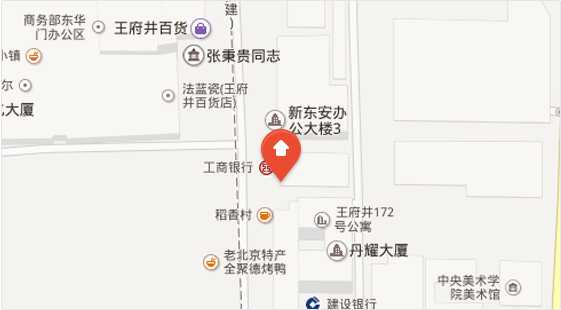 商务部东华
门办公区
王府井百货
建)
小镇
张秉贵同志
尔
法蓝瓷(王府
井百货店)
大厦
新东安办
公大楼3
工商银行
稻香村
王府井172
号公寓
老北京特产
全聚德烤鸭
丹耀大厦
中央美术学
院美术馆
建设银行